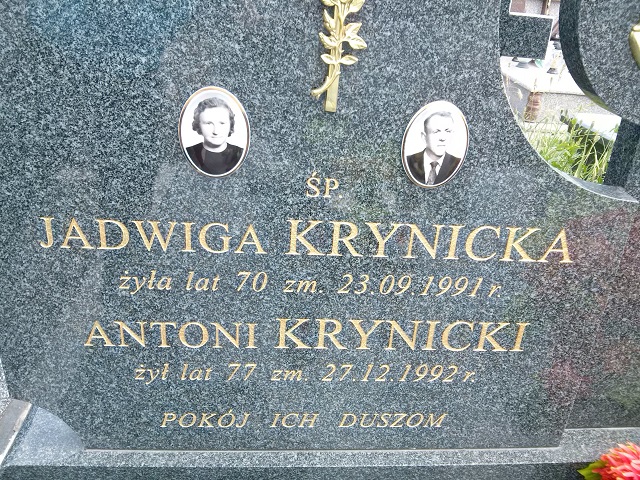 ŚP.
JADWIGA KRYNICKA
żyła lat 70 zm. 23.09.1991 r.
ANTONI KRYNICKI
żył lat 77 zm. 27.12.1992 r.
POKÓJ ICH DUSZOM